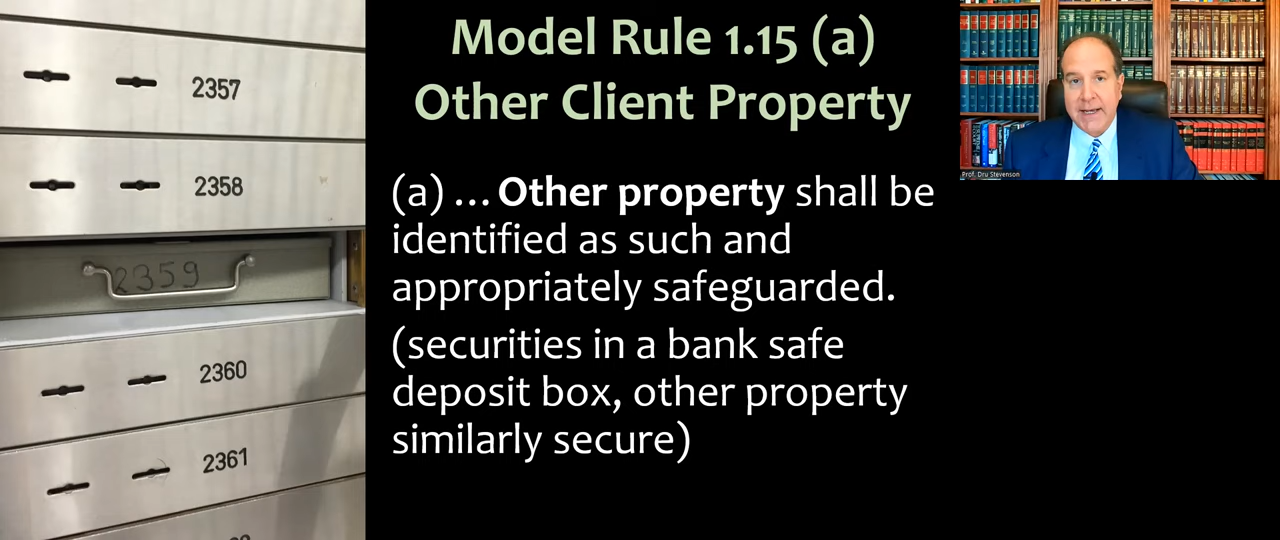 Model Rule 1.15 (a)
Other Client Property
(a) ...Other property shall be
identified as such and
appropriately safeguarded.
(securities in a bank safe
deposit box, other property
similarly secure)
2357
2358
2359
2360
2361
Prof. Dru Stevenson